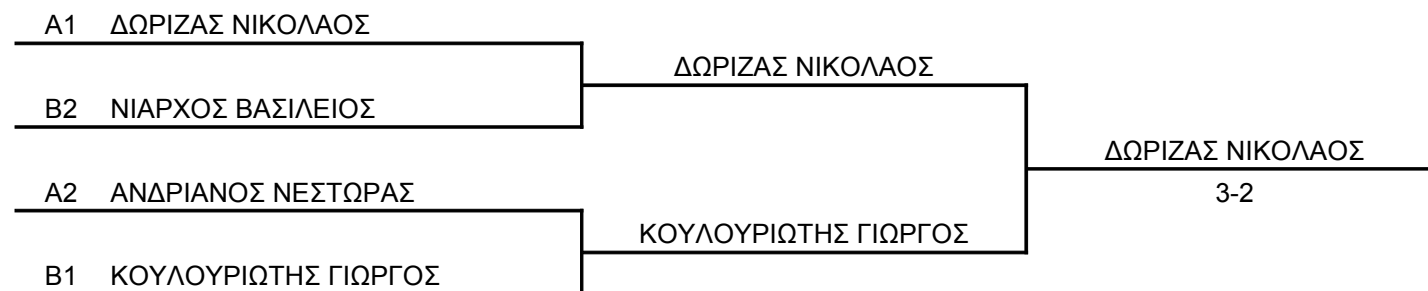 A1 ΔΩΡΙΖΑΣ ΝΙΚΟΛΑΟΣ
ΔΩΡΙΖΑΣ ΝΙΚΟΛΑΟΣ
B2 ΝΙΑΡΧΟΣ ΒΑΣΙΛΕΙΟΣ
ΔΩΡΙΖΑΣ ΝΙΚΟΛΑΟΣ
A2 ΑΝΔΡΙΑΝΟΣ ΝΕΣΤΩΡΑΣ
3-2
ΚΟΥΛΟΥΡΙΩΤΗΣ ΓΙΩΡΓΟΣ
B1 ΚΟΥΛΟΥΡΙΩΤΗΣ ΓΙΩΡΓΟΣ